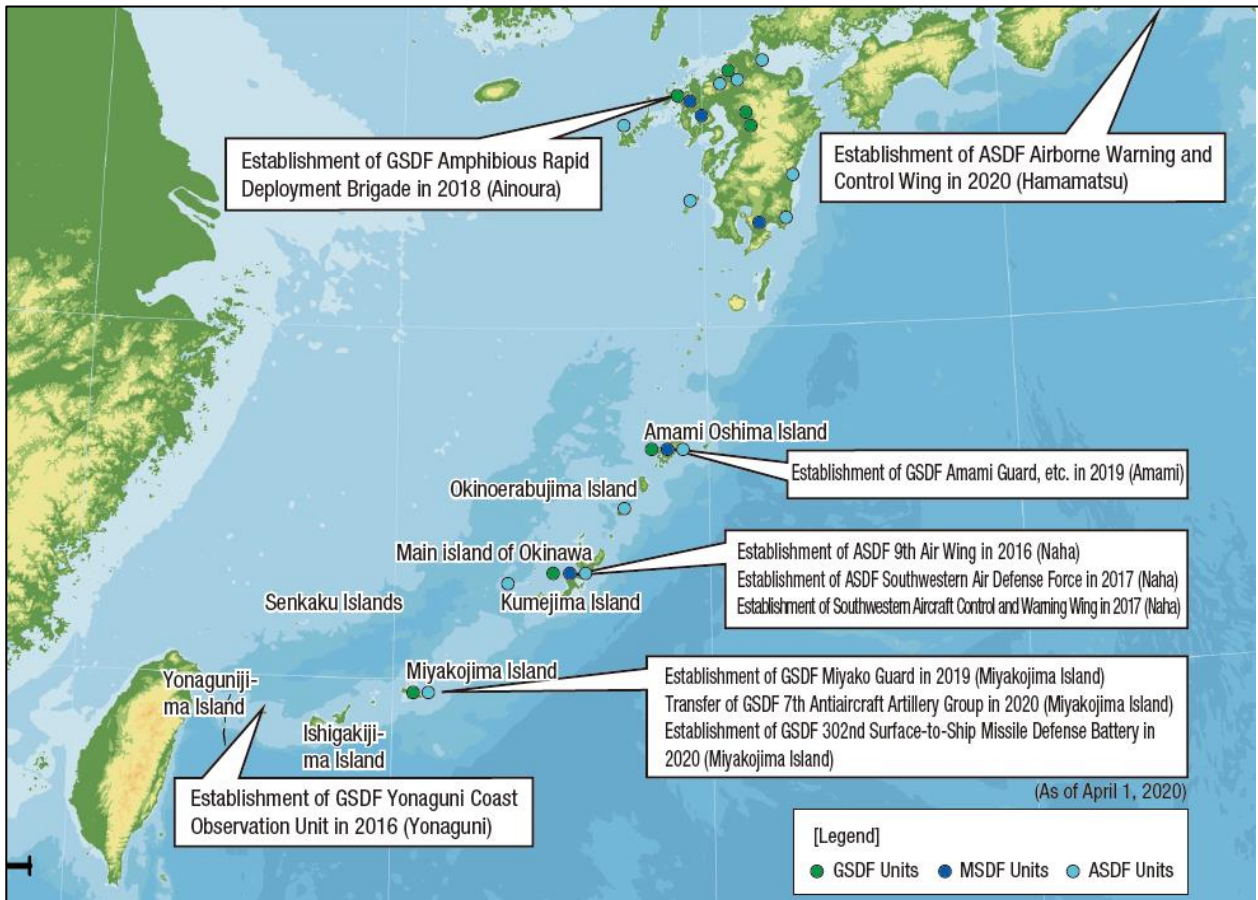 Establishment of GSDF Amphibious Rapid
Deployment Brigade in 2018 (Ainoura)
Establishment of ASDF Airborne Warning and
Control Wing in 2020 (Hamamatsu)
Amami Oshima Island
Establishment of GSDF Amami Guard, etc. in 2019 (Amami)
Okinoerabujima Island
Main island of Okinawa
Establishment of ASDF 9th Air Wing in 2016 (Naha)
Establishment of ASDF Southwestern Air Defense Force in 2017 (Naha)
Establishment of Southwestern Aircraft Control and Warning Wing in 2017 (Naha)
Senkaku Islands
Kumejima Island
Miyakojima Island
Establishment of GSDF Miyako Guard in 2019 (Miyakojima Island)
Transfer of GSDF 7th Antiaircraft Artillery Group in 2020 (Miyakojima Island)
Establishment of GSDF 302nd Surface-to-Ship Missile Defense Battery in
2020 (Miyakojima Island)
Yonaguniji-
ma Island
Ishigakiji-
ma Island
Establishment of GSDF Yonaguni Coast
Observation Unit in 2016 (Yonaguni)
(As of April 1, 2020)
[Legend]
GSDF Units
MSDF Units
ASDF Units